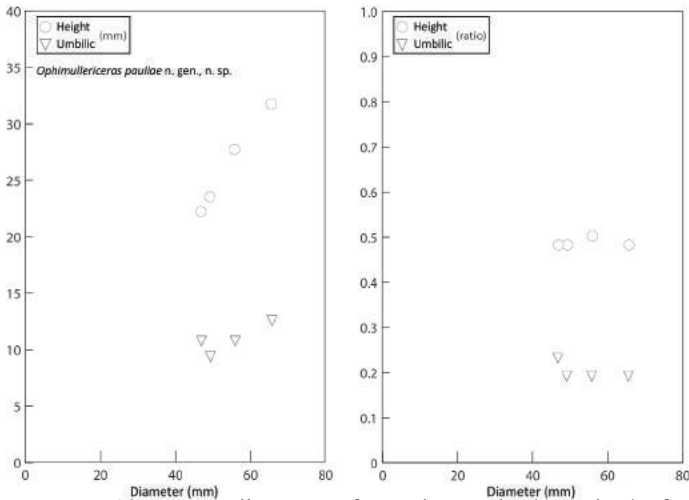 40
35
30
25
20
15
10
5
0
0 20 40 60 80
Height
Umbilic
(mm)
Ophimullericeras paullae n. gen., n. sp.
Diameter (mm)
1.0
0.9
0.8
0.7
0.6
0.5
0.4
0.3
0.2
0.1
0
0 20 40 60 80
Height
Umbilic
(ratio)
Diameter (mm)